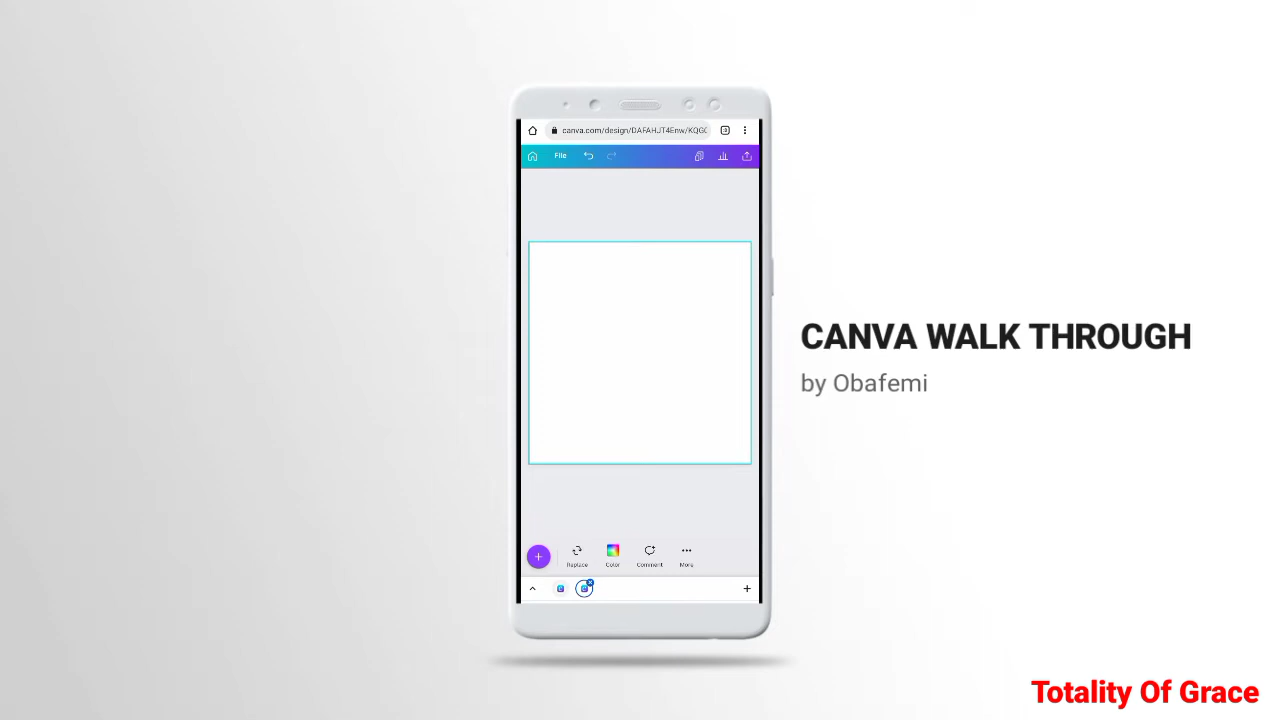 canva.com/design/DAFAHJT4Enw/KQG
File
CANVA WALK THROUGH
by Obafemi
Replace
Color
Comment
More
Totality Of Grace